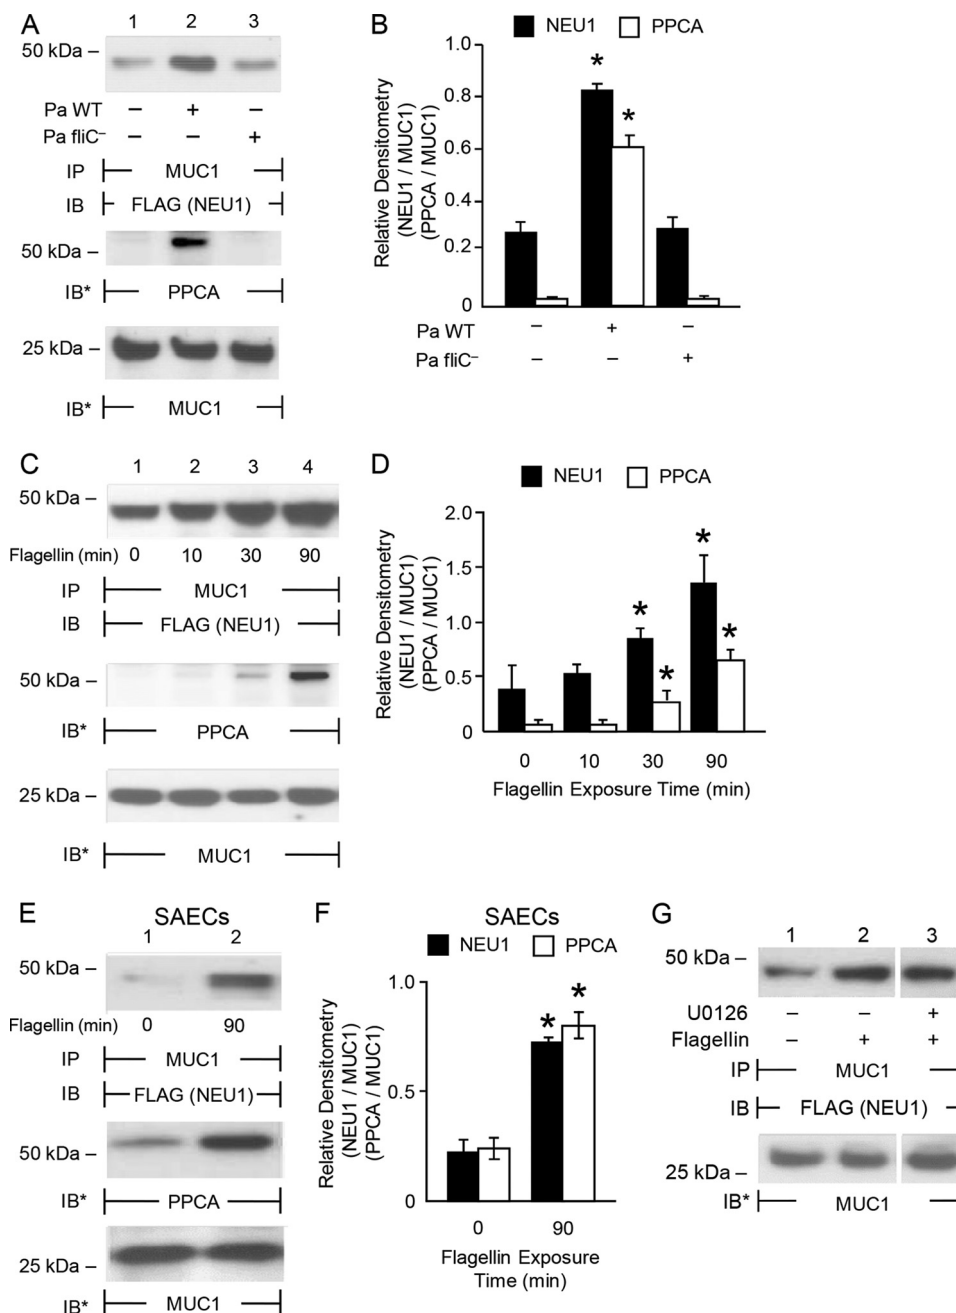 A
1 2 3
50 kDa –
Pa WT – + –
Pa fliC– – – +
IP MUC1
IB FLAG (NEU1)
50 kDa –
IB* PPCA
25 kDa –
IB* MUC1
B
NEU1 PPCA
Relative Densitometry
(NEU1 / MUC1)
(PPCA / MUC1)
1.0
0.8
0.6
0.4
0.2
0
* *
Pa WT – + –
Pa fliC– – – +
C
1 2 3 4
50 kDa –
Flagellin (min) 0 10 30 90
IP MUC1
IB FLAG (NEU1)
50 kDa –
IB* PPCA
25 kDa –
IB* MUC1
D
NEU1 PPCA
Relative Densitometry
(NEU1 / MUC1)
(PPCA / MUC1)
2.0
1.5
1.0
0.5
0
* * * *
0 10 30 90
Flagellin Exposure Time (min)
E
SAECs
1 2
50 kDa –
Flagellin (min) 0 90
IP MUC1
IB FLAG (NEU1)
50 kDa –
IB* PPCA
25 kDa –
IB* MUC1
F
SAECs
NEU1 PPCA
Relative Densitometry
(NEU1 / MUC1)
(PPCA / MUC1)
1.0
0.5
0
* *
0 90
Flagellin Exposure
Time (min)
G
1 2 3
50 kDa –
U0126 – – +
Flagellin – + +
IP MUC1
IB FLAG (NEU1)
25 kDa –
IB* MUC1